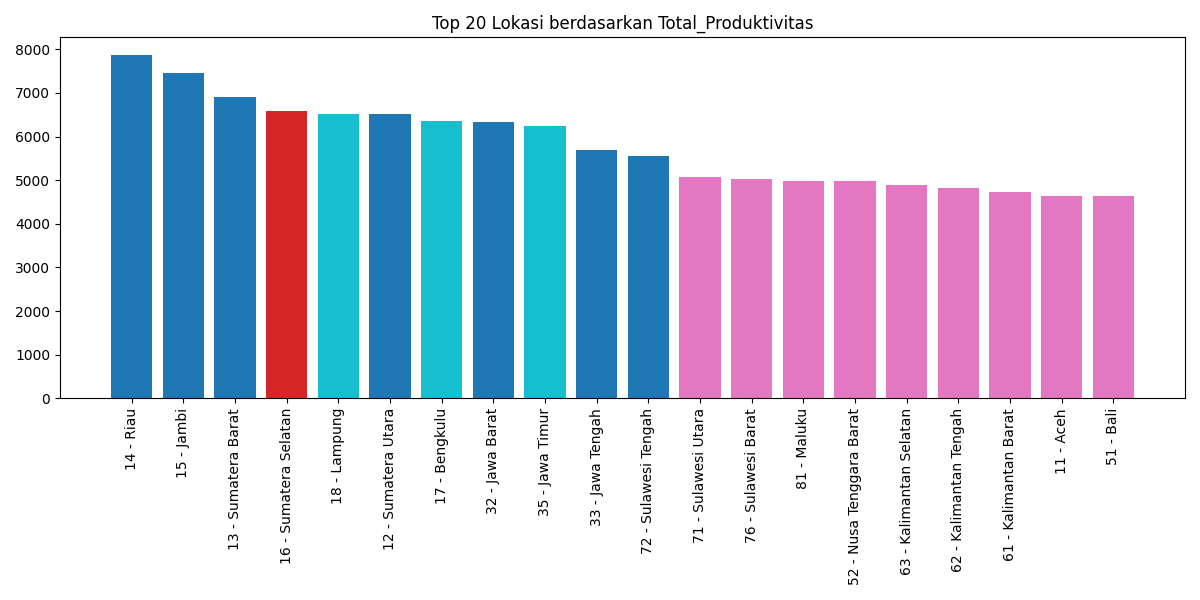 Top 20 Lokasi berdasarkan Total_Produktivitas
8000
7000
6000
5000
4000
3000
2000
1000
0
14 - Riau
15 - Jambi
13 - Sumatera Barat
16 - Sumatera Selatan
18 - Lampung
12 - Sumatera Utara
17 - Bengkulu
32 - Jawa Barat
35 - Jawa Timur
33 - Jawa Tengah
72 - Sulawesi Tengah
71 - Sulawesi Utara
76 - Sulawesi Barat
81 - Maluku
52 - Nusa Tenggara Barat
63 - Kalimantan Selatan
62 - Kalimantan Tengah
61 - Kalimantan Barat
11 - Aceh
51 - Bali